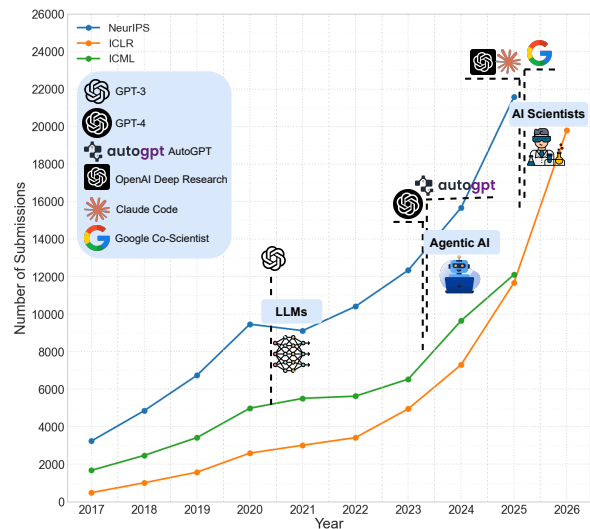 26000
24000
22000
20000
18000
16000
14000
12000
10000
8000
6000
4000
2000
0
Number of Submissions
NeurIPS
ICLR
ICML
GPT-3
GPT-4
autogpt AutoGPT
OpenAI Deep Research
Claude Code
Google Co-Scientist
LLMs
autogpt
Agentic AI
AI Scientists
2017 2018 2019 2020 2021 2022 2023 2024 2025 2026
Year